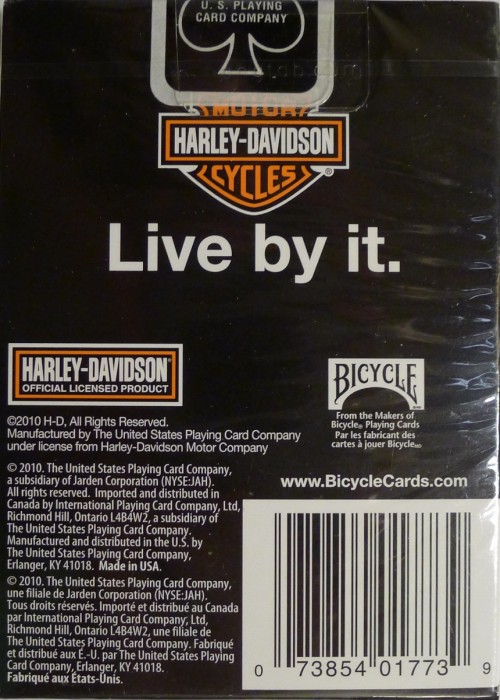 U. S. PLAYING
CARD COMPANY
MOTOR
HARLEY-DAVIDSON
CYCLES
®
Live by it.
HARLEY-DAVIDSON
OFFICIAL LICENSED PRODUCT
BICYCLE
From the Makers of
Bicycle® Playing Cards
Par les fabricant des
cartes à jouer Bicycle
©2010 H-D, All Rights Reserved.
Manufactured by The United States Playing Card Company
under license from Harley-Davidson Motor Company
www.BicycleCards.com
© 2010. The United States Playing Card Company,
a subsidiary of Jarden Corporation (NYSE:JAH).
All rights reserved. Imported and distributed in
Canada by International Playing Card Company, Ltd,
Richmond Hill, Ontario L4B4W2, a subsidiary of
The United States Playing Card Company.
Manufactured and distributed in the U.S. by
The United States Playing Card Company,
Erlanger, KY 41018. Made in USA.
© 2010. The United States Playing Card Company,
une filiale de Jarden Corporation (NYSE:JAH).
Tous droits réservés. Importé et distribué au Canada
par International Playing Card Company, Ltd,
Richmond Hill, Ontario L4B4W2, une filiale de
The United States Playing Card Company. Fabriqué
et distribué aux É.-U. par The United States Playing
Card Company, Erlanger, KY 41018.
Fabriqué aux États-Unis.
0 73854 01773 9